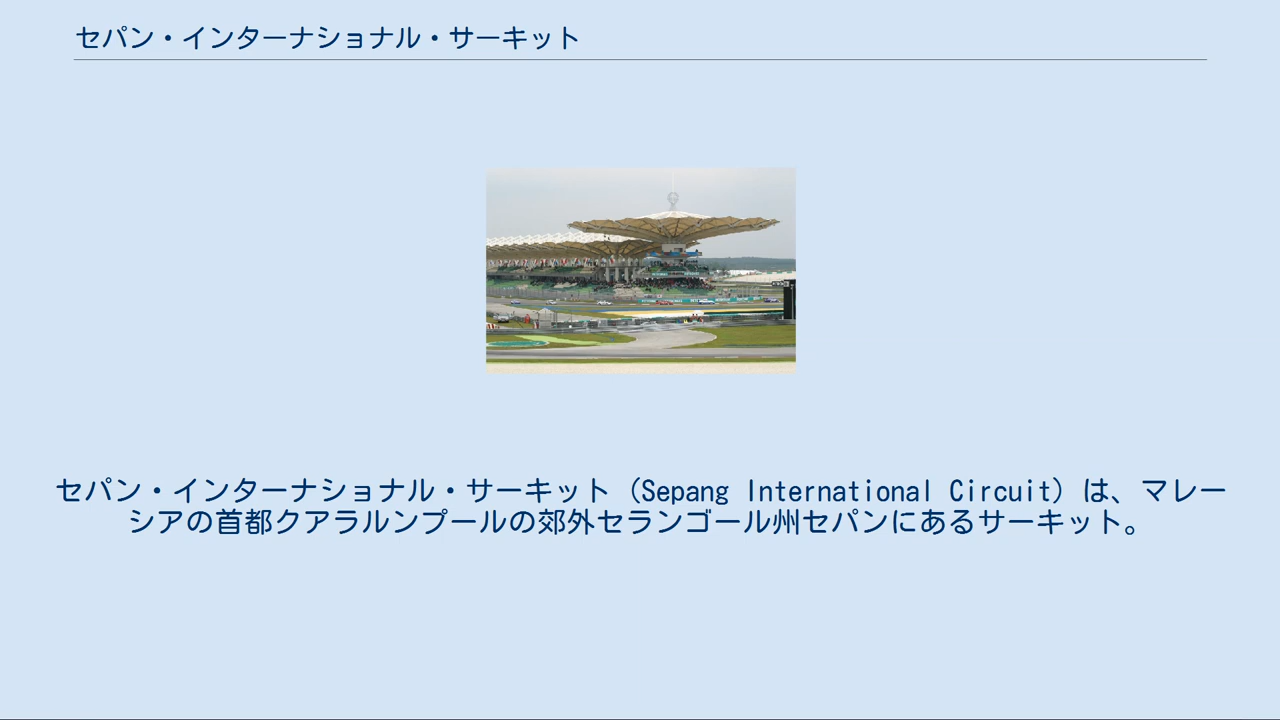 セパン・インターナショナル・サーキット
セパン・インターナショナル・サーキット（Sepang International Circuit）は、マレー
シアの首都クアラルンプールの郊外セランゴール州セパンにあるサーキット。